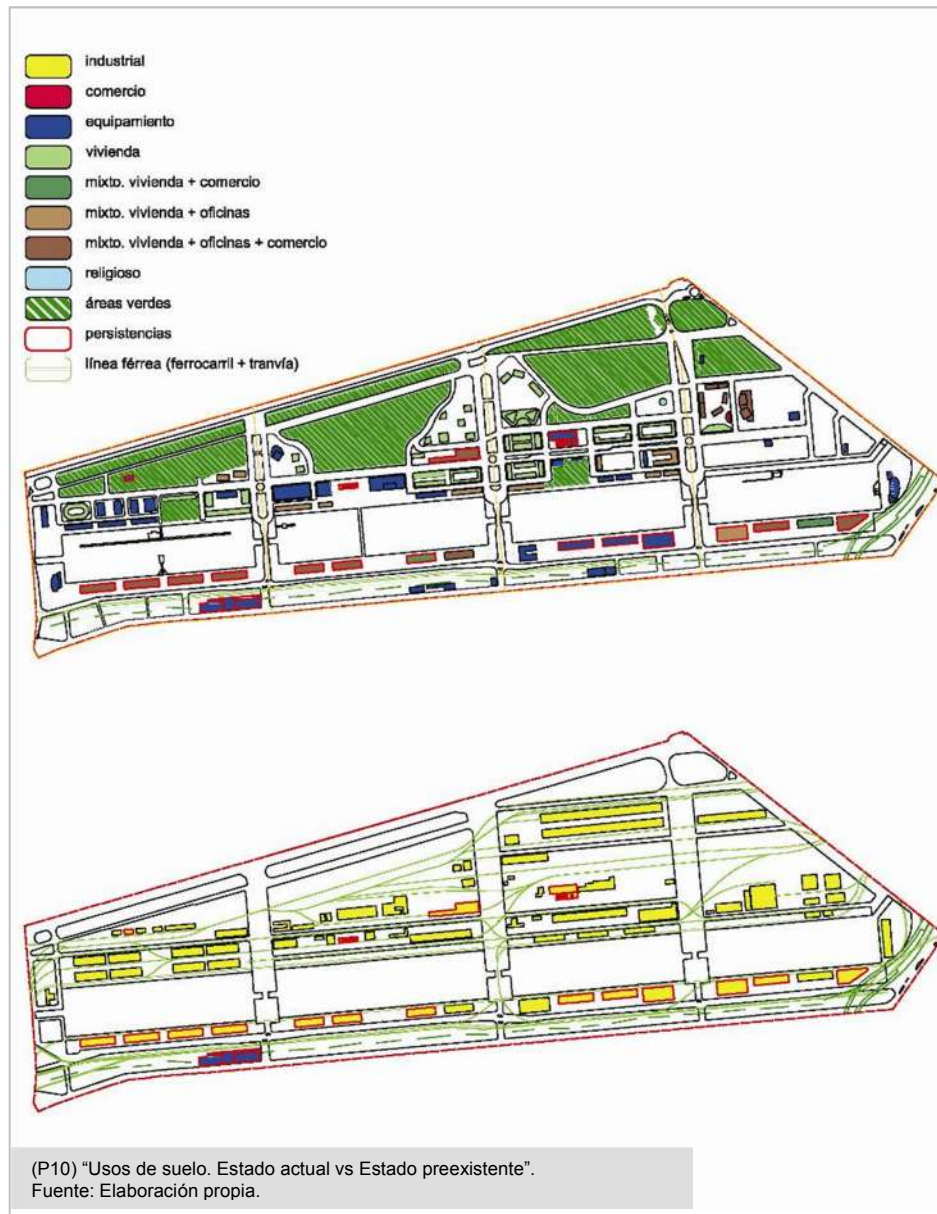 industrial
comercio
equipamiento
vivienda
mixto. vivienda + comercio
mixto. vivienda + oficinas
mixto. vivienda + oficinas + comercio
religioso
áreas verdes
persistencias
línea férrea (ferrocarril + tranvía)
(P10) “Usos de suelo. Estado actual vs Estado preexistente”.
Fuente: Elaboración propia.